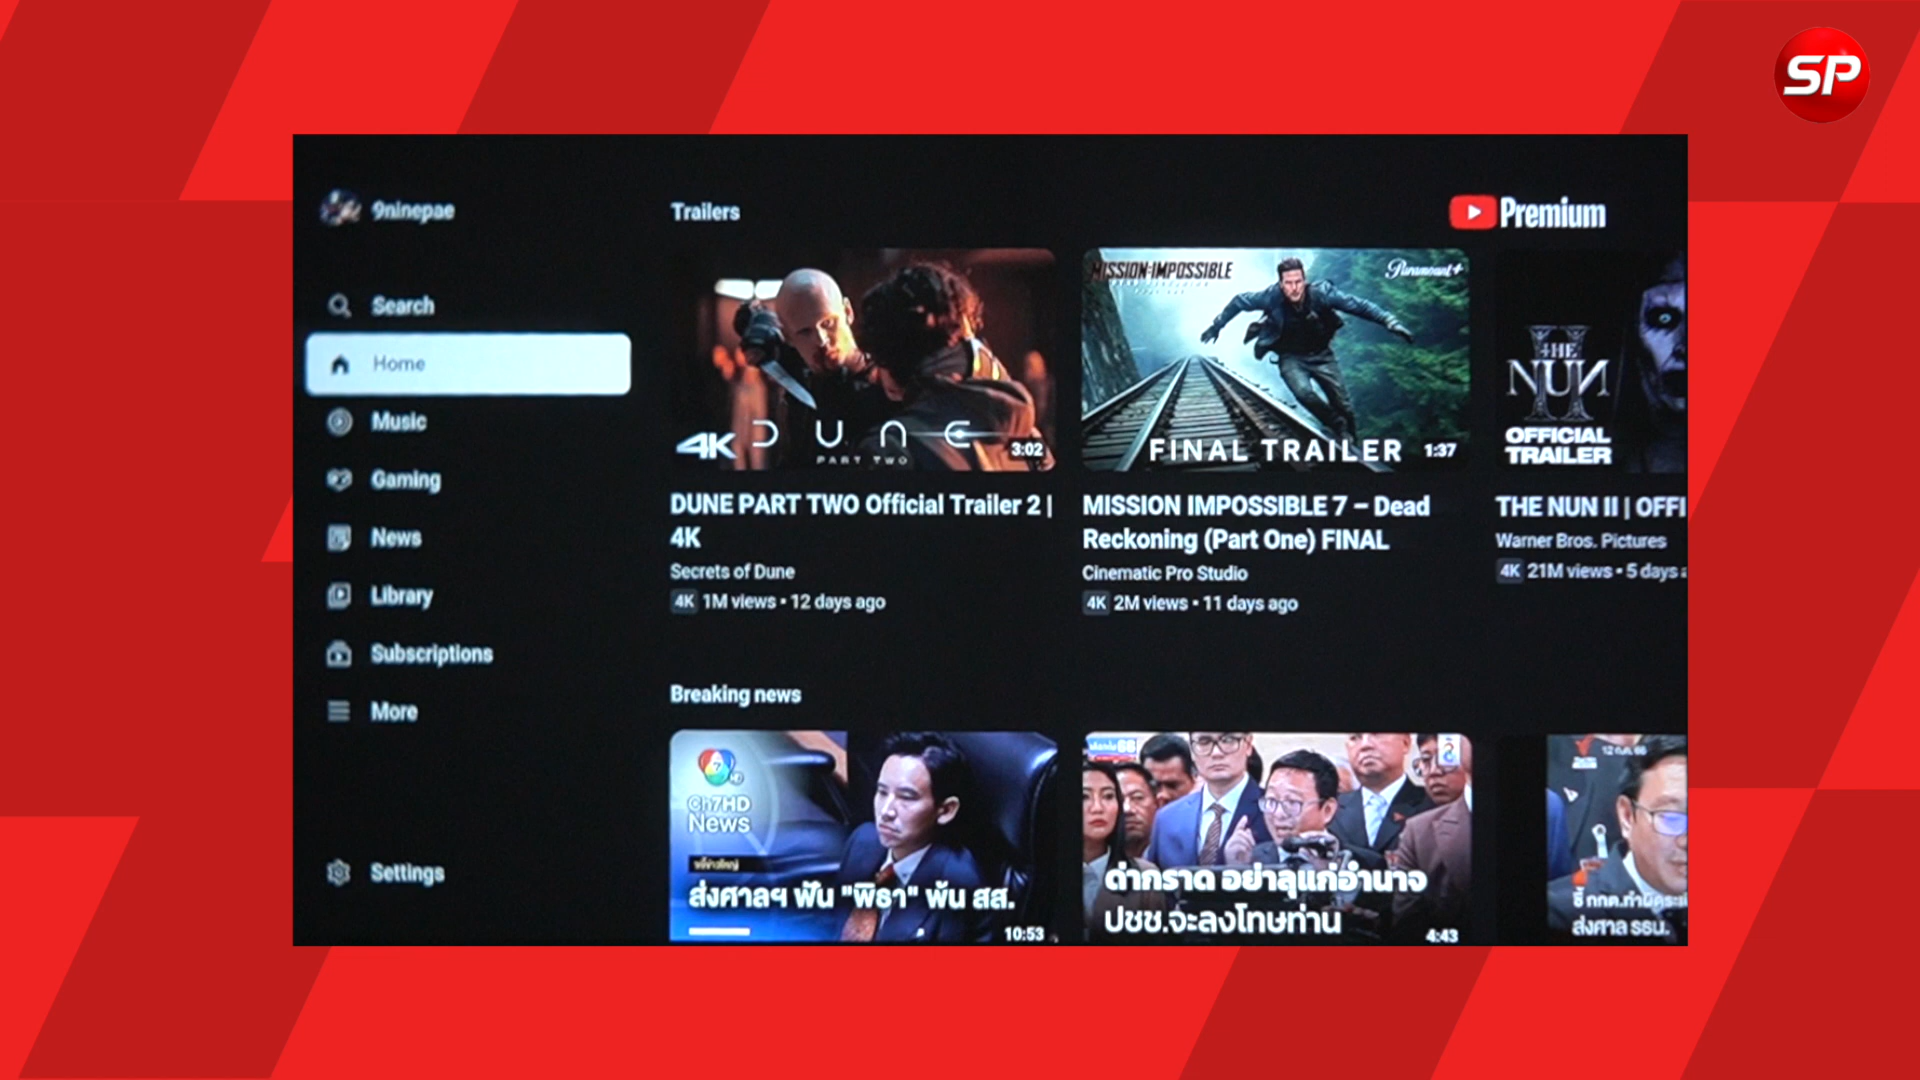 SP
9ninepae
Search
Home
Music
Gaming
News
Library
Subscriptions
More
Settings
Trailers
Premium
4K
DUNE
PART TWO
3:02
DUNE PART TWO Official Trailer 2 |
4K
Secrets of Dune
4K 1M views • 12 days ago
MISSION:IMPOSSIBLE
Paramount+
FINAL TRAILER
1:37
MISSION IMPOSSIBLE 7 – Dead
Reckoning (Part One) FINAL
Cinematic Pro Studio
4K 2M views • 11 days ago
THE
NUN
II
OFFICIAL
TRAILER
THE NUN II | OFFI
Warner Bros. Pictures
4K 21M views • 5 days
Breaking news
7
HD
Ch7HD
News
ส่งศาลฯ ฟัน "พิธา" พ้น สส.
10:53
ด่ากราด อย่าลุแก่อำนาจ
ปชช.จะลงโทษท่าน
4:43
ส่งศาล รธน.